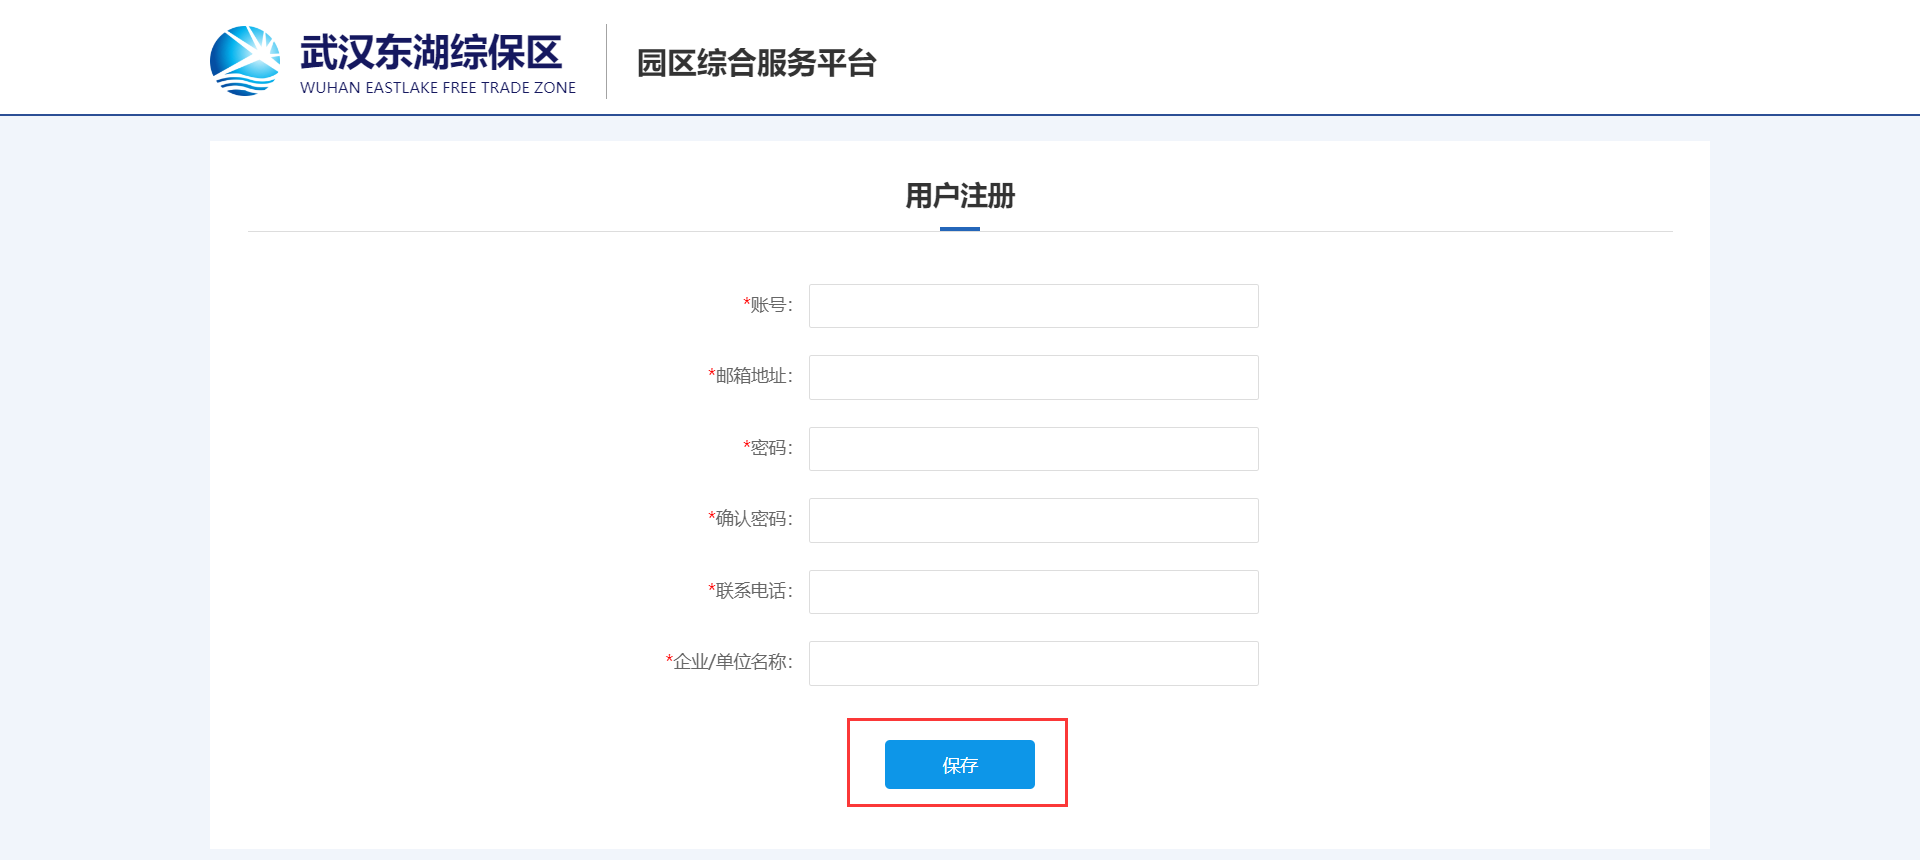 武汉东湖综保区
WUHAN EASTLAKE FREE TRADE ZONE
园区综合服务平台
用户注册
*账号：
*邮箱地址：
*密码：
*确认密码：
*联系电话：
*企业/单位名称：
保存